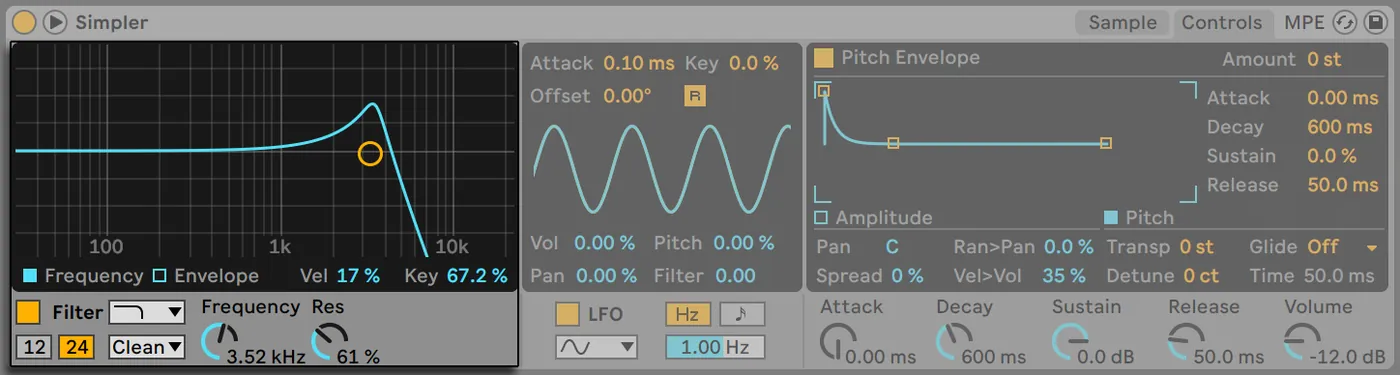 Simpler Sample Controls MPE
100 1k 10k
Frequency Envelope Vel 17 % Key 67.2 %
Filter Frequency Res
12 24 Clean 3.52 kHz 61 %
Attack 0.10 ms Key 0.0 %
Offset 0.00° R
Vol 0.00 % Pitch 0.00 %
Pan 0.00 % Filter 0.00
LFO Hz
1.00 Hz
Pitch Envelope Amount 0 st
Attack 0.00 ms
Decay 600 ms
Sustain 0.0 %
Release 50.0 ms
Amplitude Pitch
Pan C Ran>Pan 0.0 % Transp 0 st Glide Off
Spread 0 % Vel>Vol 35 % Detune 0 ct Time 50.0 ms
Attack Decay Sustain Release Volume
0.00 ms 600 ms 0.0 dB 50.0 ms -12.0 dB